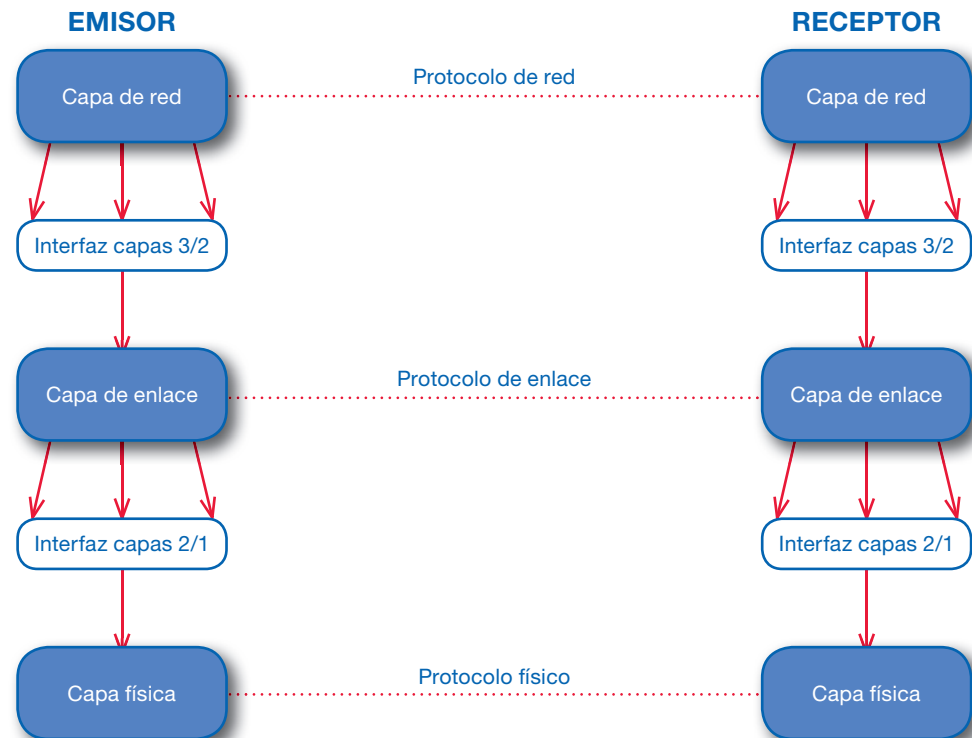 EMISOR
RECEPTOR
Capa de red
Protocolo de red
Capa de red
Interfaz capas 3/2
Interfaz capas 3/2
Capa de enlace
Protocolo de enlace
Capa de enlace
Interfaz capas 2/1
Interfaz capas 2/1
Capa física
Protocolo físico
Capa física